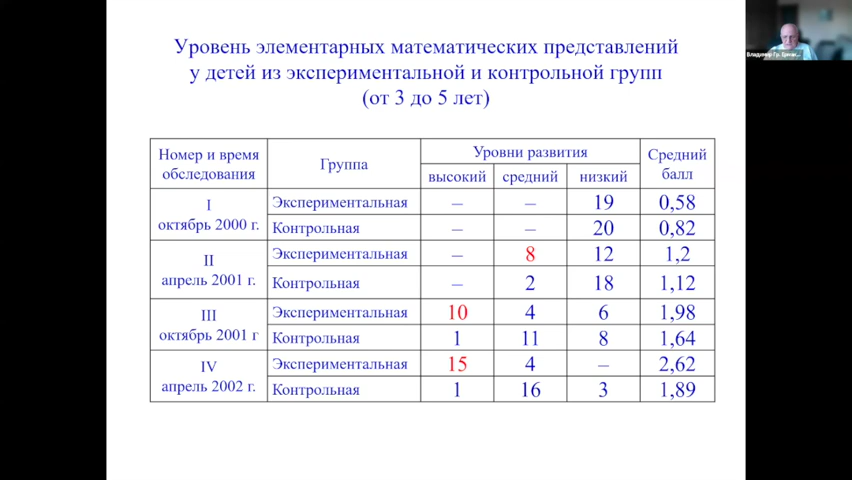 Уровень элементарных математических представлений
у детей из экспериментальной и контрольной групп
(от 3 до 5 лет)
Номер и время обследования Группа Уровни развития Средний балл
высокий средний низкий
I октябрь 2000 г. Экспериментальная – – 19 0,58
Контрольная – – 20 0,82
II апрель 2001 г. Экспериментальная – 8 12 1,2
Контрольная – 2 18 1,12
III октябрь 2001 г Экспериментальная 10 4 6 1,98
Контрольная 1 11 8 1,64
IV апрель 2002 г. Экспериментальная 15 4 – 2,62
Контрольная 1 16 3 1,89
Владимир Гр.